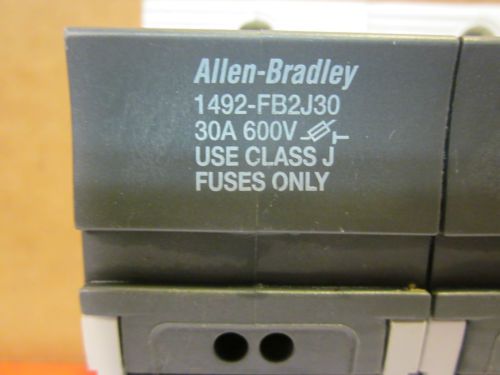 Allen-Bradley
1492-FB2J30
30A 600V
USE CLASS J
FUSES ONLY